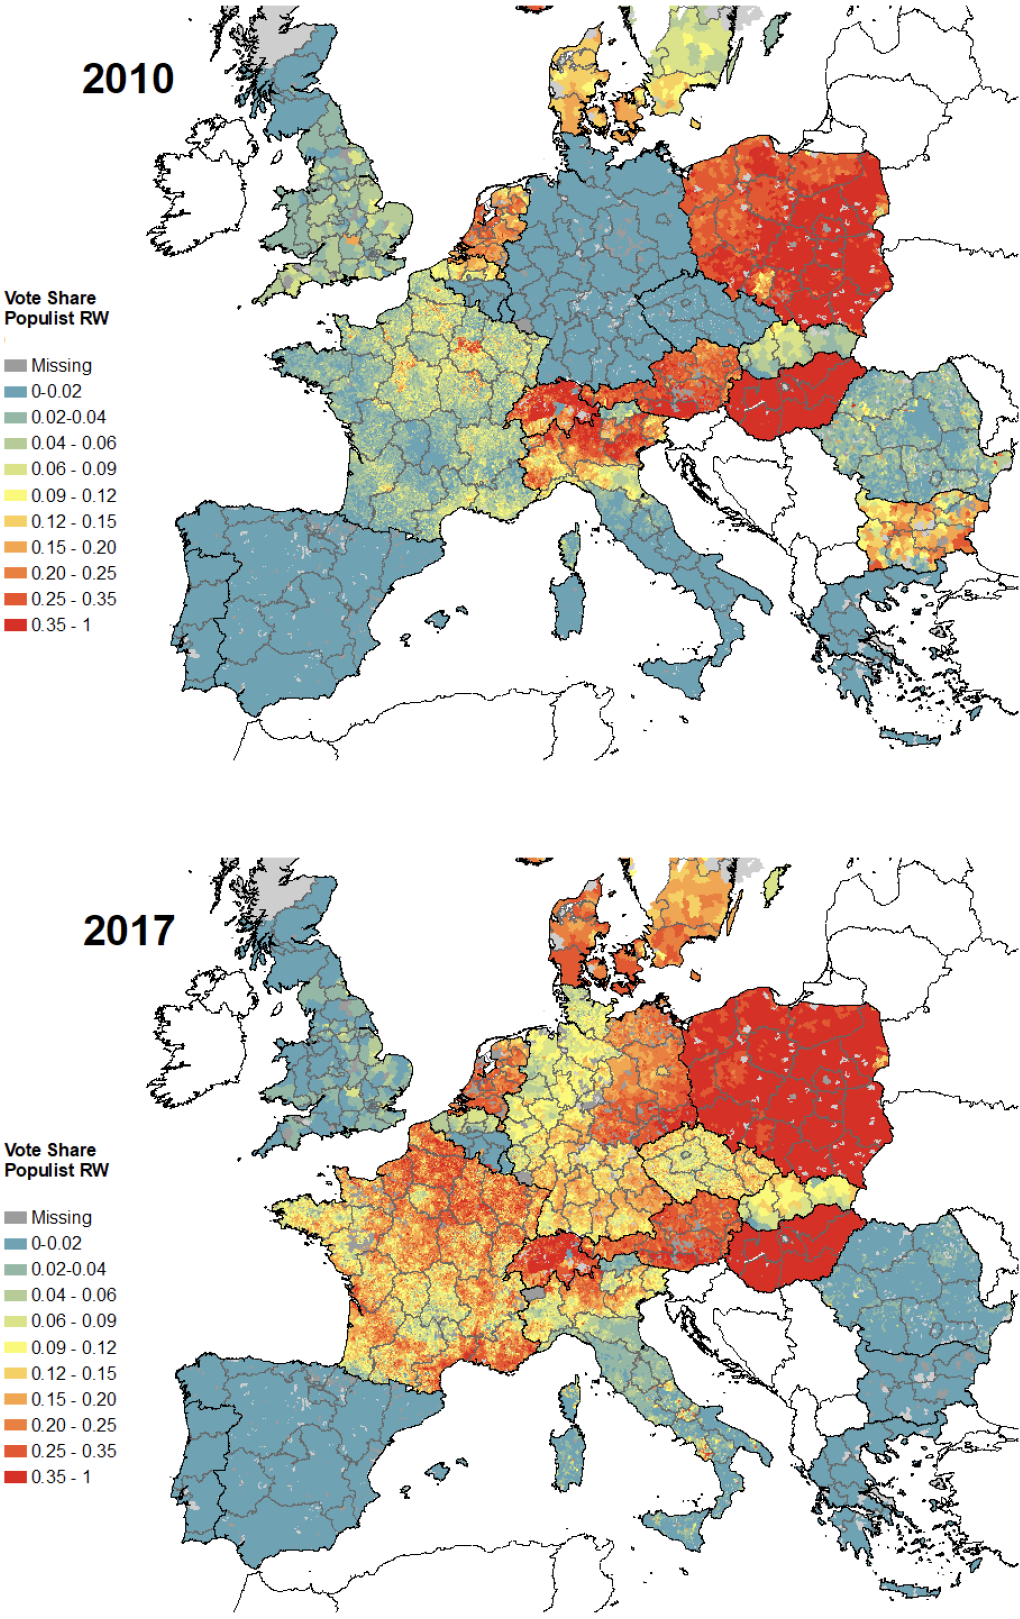 2010
Vote Share
Populist RW
Missing
0-0.02
0.02-0.04
0.04 - 0.06
0.06 - 0.09
0.09 - 0.12
0.12 - 0.15
0.15 - 0.20
0.20 - 0.25
0.25 - 0.35
0.35 - 1
2017
Vote Share
Populist RW
Missing
0-0.02
0.02-0.04
0.04 - 0.06
0.06 - 0.09
0.09 - 0.12
0.12 - 0.15
0.15 - 0.20
0.20 - 0.25
0.25 - 0.35
0.35 - 1